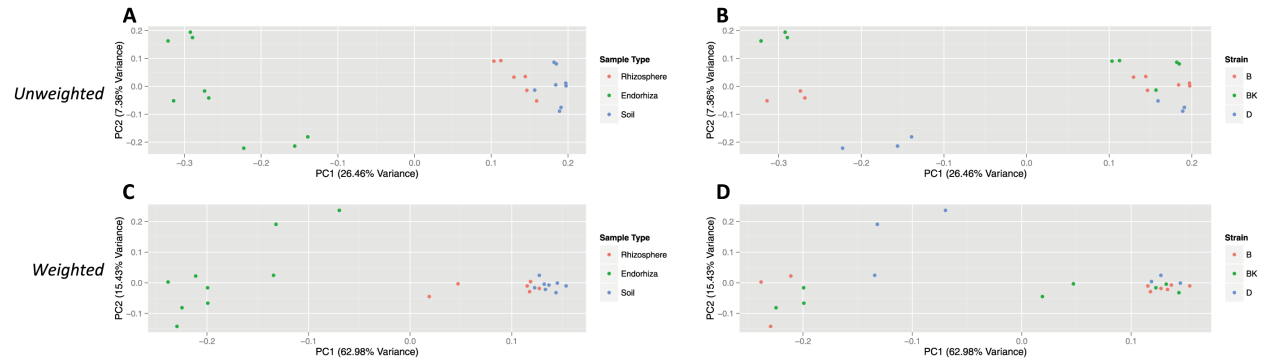 A
B
Unweighted
PC2 (7.36% Variance)
0.2
0.1
0.0
−0.1
−0.2
−0.3
−0.2
−0.1
0.0
0.1
0.2
PC1 (26.46% Variance)
Sample Type
Rhizosphere
Endorhiza
Soil
PC2 (7.36% Variance)
0.2
0.1
0.0
−0.1
−0.2
−0.3
−0.2
−0.1
0.0
0.1
0.2
PC1 (26.46% Variance)
Strain
B
BK
D
C
D
Weighted
PC2 (15.43% Variance)
0.2
0.1
0.0
−0.1
−0.2
−0.1
0.0
0.1
PC1 (62.98% Variance)
Sample Type
Rhizosphere
Endorhiza
Soil
PC2 (15.43% Variance)
0.2
0.1
0.0
−0.1
−0.2
−0.1
0.0
0.1
PC1 (62.98% Variance)
Strain
B
BK
D